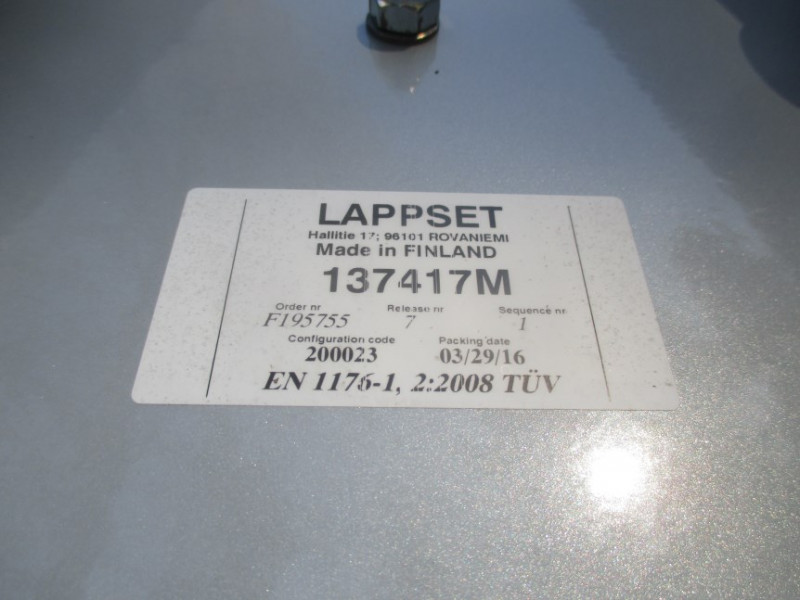 LAPPSET
Hallitie 17; 96101 ROVANIEMI
Made in FINLAND
137417M
Order nr Release nr Sequence nr
F195755 7 1
Configuration code Packing date
200023 03/29/16
EN 1176-1, 2:2008 TÜV